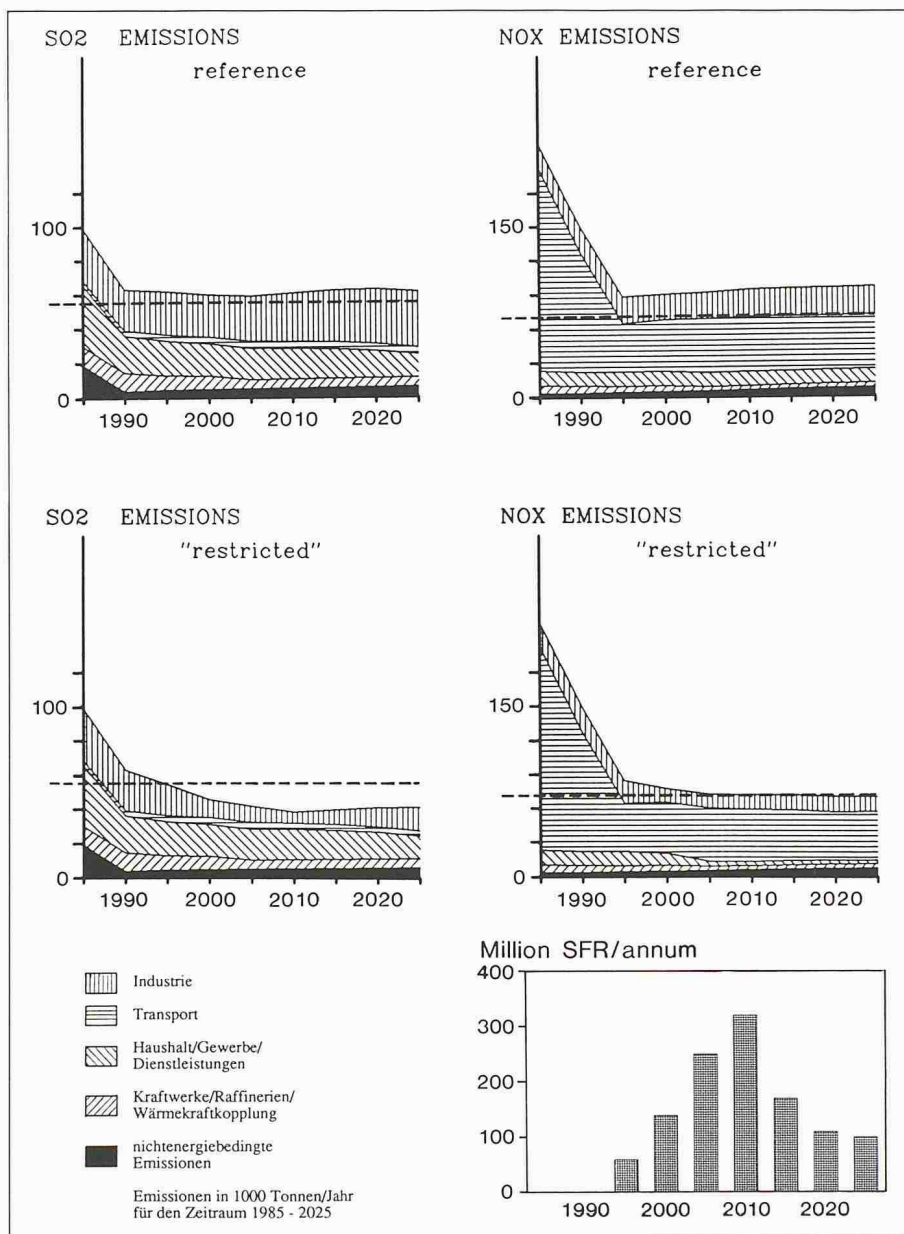 SO2 EMISSIONS
reference
100
0
1990 2000 2010 2020
NOX EMISSIONS
reference
150
0
1990 2000 2010 2020
SO2 EMISSIONS
"restricted"
100
0
1990 2000 2010 2020
NOX EMISSIONS
"restricted"
150
0
1990 2000 2010 2020
Industrie
Transport
Haushalt/Gewerbe/
Dienstleistungen
Kraftwerke/Raffinerien/
Wärmekraftkopplung
nichtenergiebedingte
Emissionen
Emissionen in 1000 Tonnen/Jahr
für den Zeitraum 1985 - 2025
Million SFR/annum
400
300
200
100
0
1990 2000 2010 2020